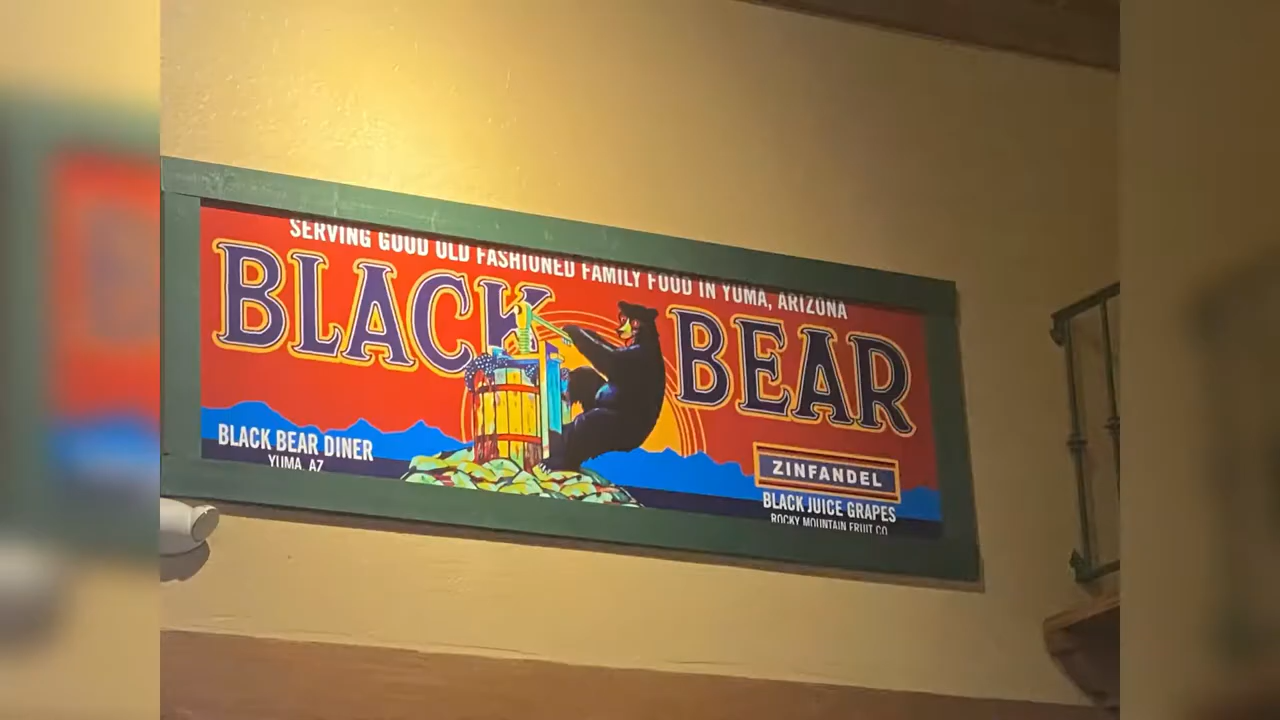 SERVING GOOD OLD FASHIONED FAMILY FOOD IN YUMA, ARIZONA
BLACK BEAR
BLACK BEAR DINER
YUMA, AZ
ZINFANDEL
BLACK JUICE GRAPES
ROCKY MOUNTAIN FRUIT CO